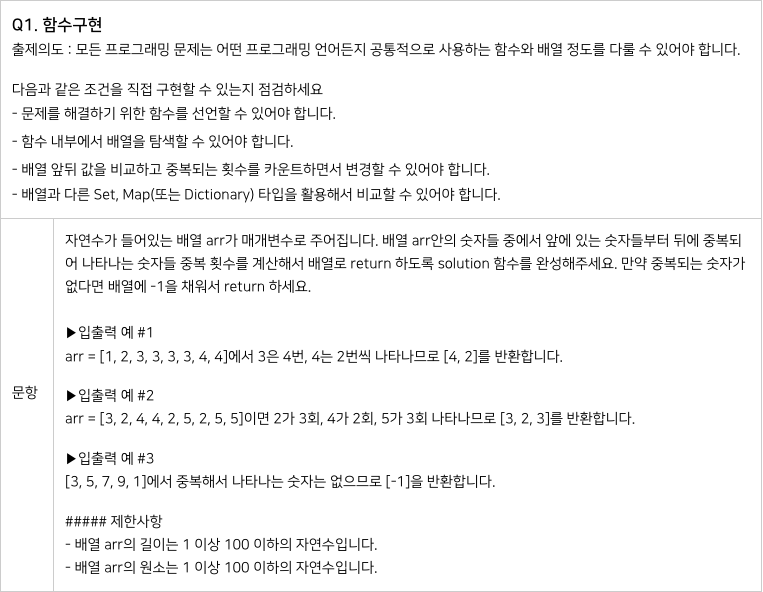 Q1. 함수구현
출제의도 : 모든 프로그래밍 문제는 어떤 프로그래밍 언어든지 공통적으로 사용하는 함수와 배열 정도를 다룰 수 있어야 합니다.
다음과 같은 조건을 직접 구현할 수 있는지 점검하세요
- 문제를 해결하기 위한 함수를 선언할 수 있어야 합니다.
- 함수 내부에서 배열을 탐색할 수 있어야 합니다.
- 배열 앞뒤 값을 비교하고 중복되는 횟수를 카운트하면서 변경할 수 있어야 합니다.
- 배열과 다른 Set, Map(또는 Dictionary) 타입을 활용해서 비교할 수 있어야 합니다.
문항
자연수가 들어있는 배열 arr가 매개변수로 주어집니다. 배열 arr안의 숫자들 중에서 앞에 있는 숫자들부터 뒤에 중복되
어 나타나는 숫자들 중복 횟수를 계산해서 배열로 return 하도록 solution 함수를 완성해주세요. 만약 중복되는 숫자가
없다면 배열에 -1을 채워서 return 하세요.
▶입출력 예 #1
arr = [1, 2, 3, 3, 3, 3, 4, 4]에서 3은 4번, 4는 2번씩 나타나므로 [4, 2]를 반환합니다.
▶입출력 예 #2
arr = [3, 2, 4, 4, 2, 5, 2, 5, 5]이면 2가 3회, 4가 2회, 5가 3회 나타나므로 [3, 2, 3]를 반환합니다.
▶입출력 예 #3
[3, 5, 7, 9, 1]에서 중복해서 나타나는 숫자는 없으므로 [-1]을 반환합니다.
##### 제한사항
- 배열 arr의 길이는 1 이상 100 이하의 자연수입니다.
- 배열 arr의 원소는 1 이상 100 이하의 자연수입니다.